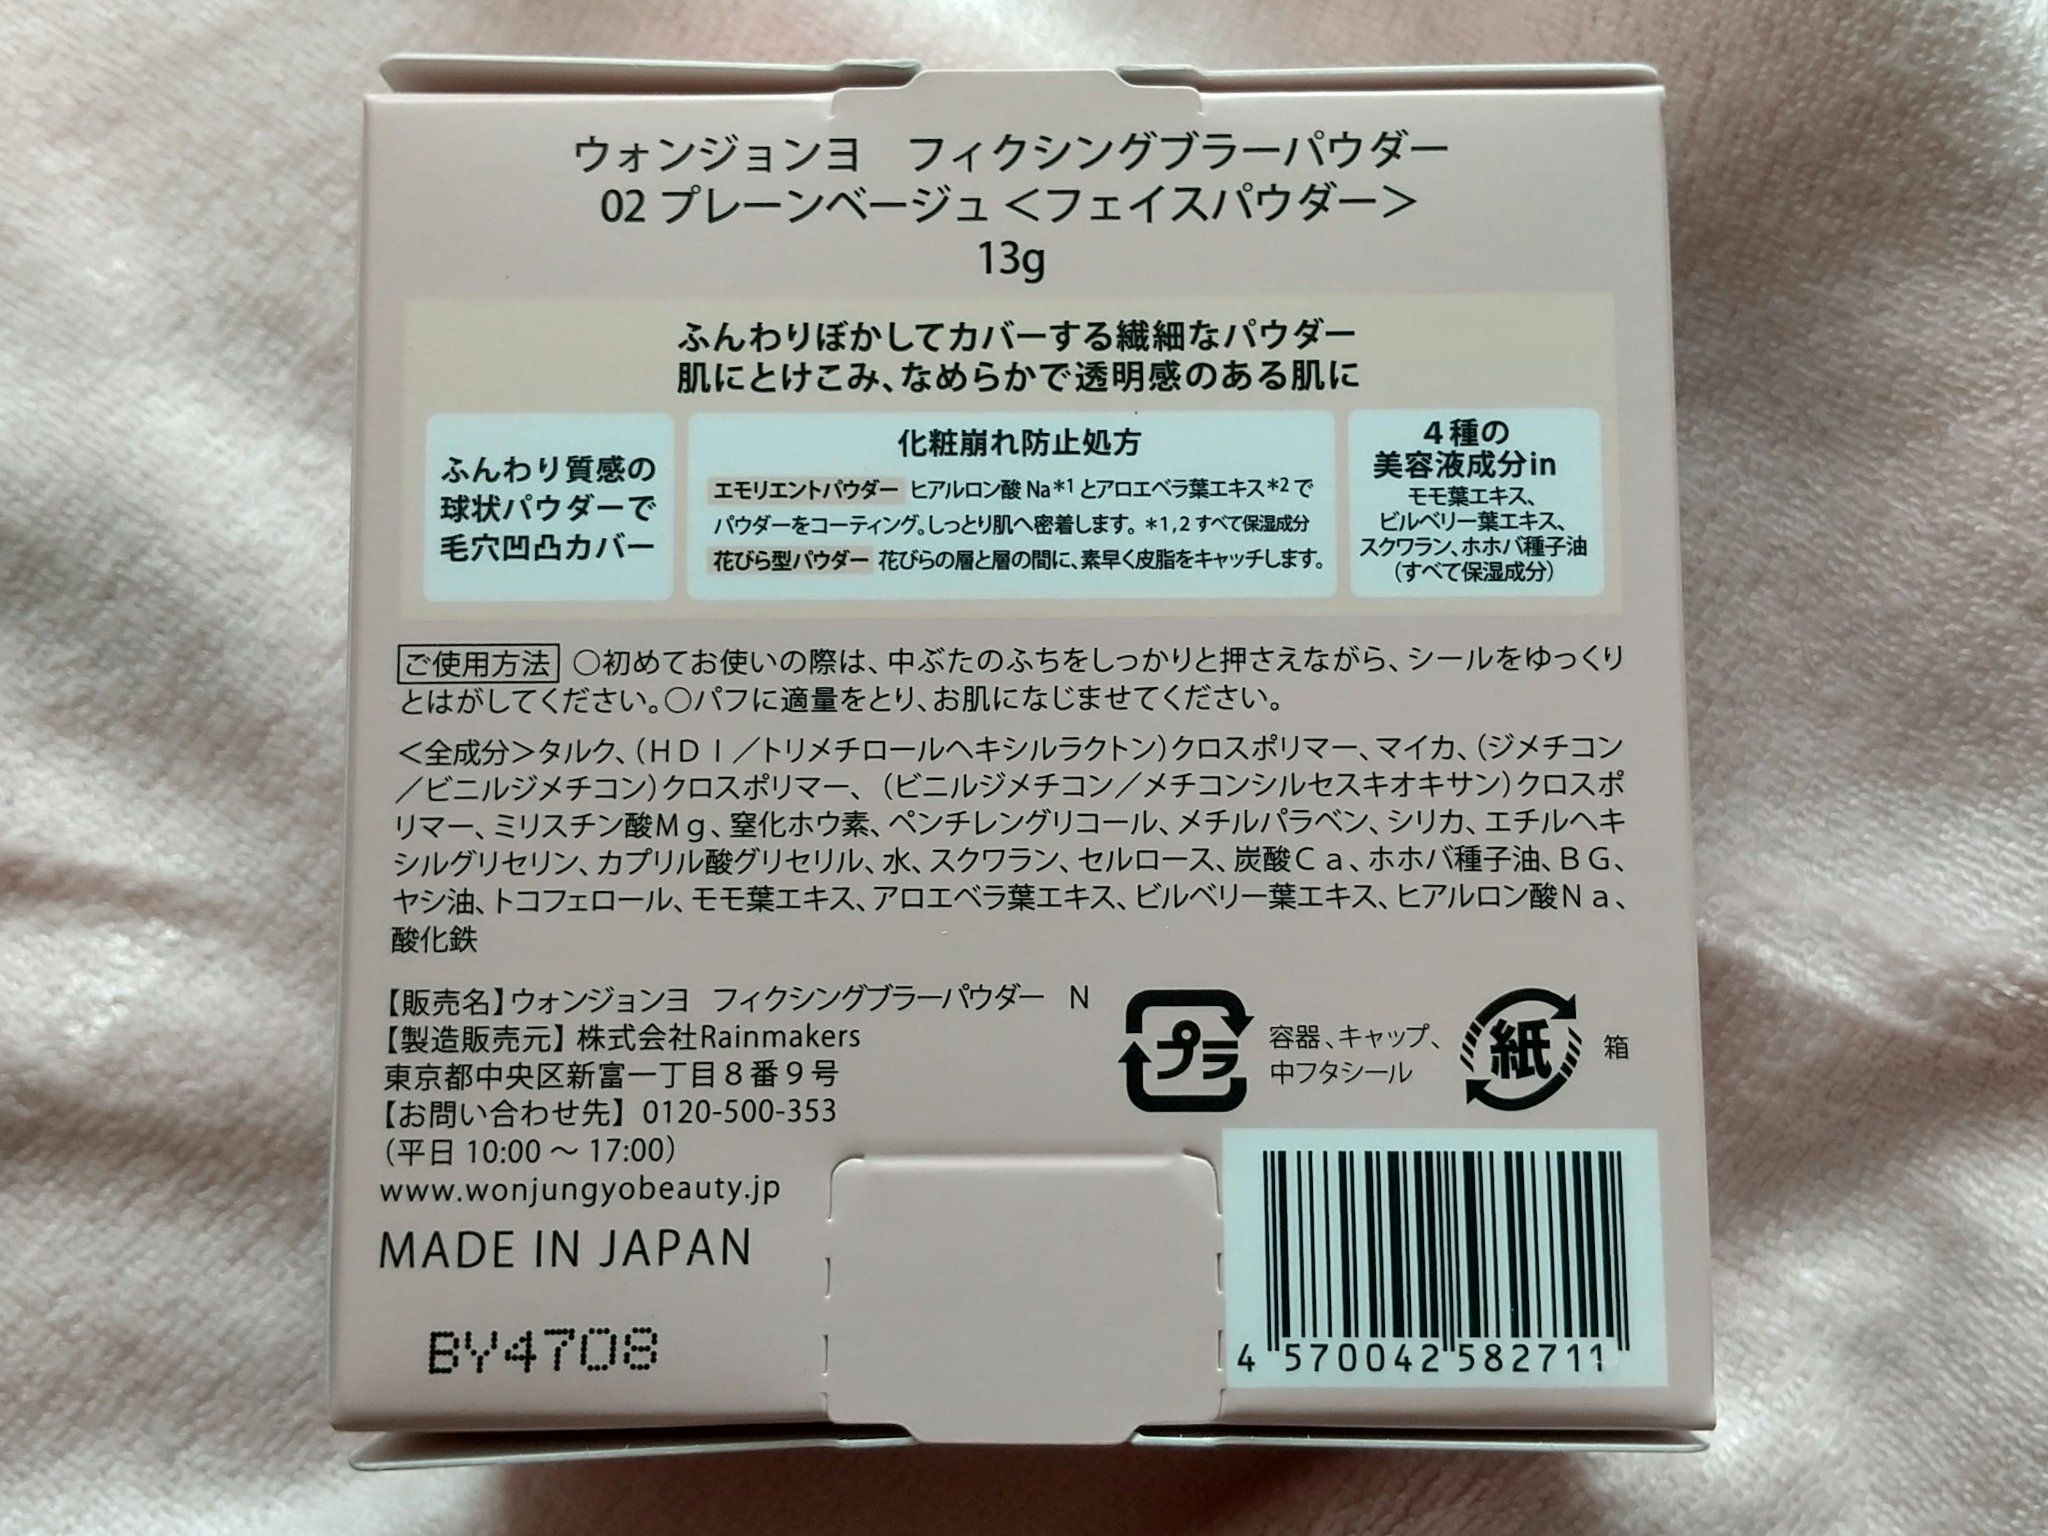 ウォンジョンヨ　フィクシングブラーパウダー
02 プレーンベージュ＜フェイスパウダー＞
13g
ふんわりぼかしてカバーする繊細なパウダー
肌にとけこみ、なめらかで透明感のある肌に
ふんわり質感の
球状パウダーで
毛穴凹凸カバー
化粧崩れ防止処方
エモリエントパウダー ヒアルロン酸 Na*1 とアロエベラ葉エキス*2 で
パウダーをコーティング。しっとり肌へ密着します。 *1,2 すべて保湿成分
花びら型パウダー 花びらの層と層の間に、素早く皮脂をキャッチします。
4種の
美容液成分in
モモ葉エキス、
ビルベリー葉エキス、
スクワラン、ホホバ種子油
（すべて保湿成分）
ご使用方法 〇初めてお使いの際は、中ぶたのふちをしっかりと押さえながら、シールをゆっくり
とはがしてください。〇パフに適量をとり、お肌になじませてください。
＜全成分＞タルク、（ＨＤＩ／トリメチロールヘキシルラクトン）クロスポリマー、マイカ、（ジメチコン
／ビニルジメチコン）クロスポリマー、（ビニルジメチコン／メチコンシルセスキオキサン）クロスポ
リマー、ミリスチン酸Ｍｇ、窒化ホウ素、ペンチレングリコール、メチルパラベン、シリカ、エチルヘキ
シルグリセリン、カプリル酸グリセリル、水、スクワラン、セルロース、炭酸Ｃａ、ホホバ種子油、ＢＧ、
ヤシ油、トコフェロール、モモ葉エキス、アロエベラ葉エキス、ビルベリー葉エキス、ヒアルロン酸Ｎａ、
酸化鉄
【販売名】ウォンジョンヨ　フィクシングブラーパウダー　N
【製造販売元】株式会社Rainmakers
東京都中央区新富一丁目８番９号
【お問い合わせ先】0120-500-353
（平日 10:00 ～ 17:00）
www.wonjungyobeauty.jp
MADE IN JAPAN
BY4708
プラ
容器、キャップ、
中フタシール
紙
箱
4 570042 582711